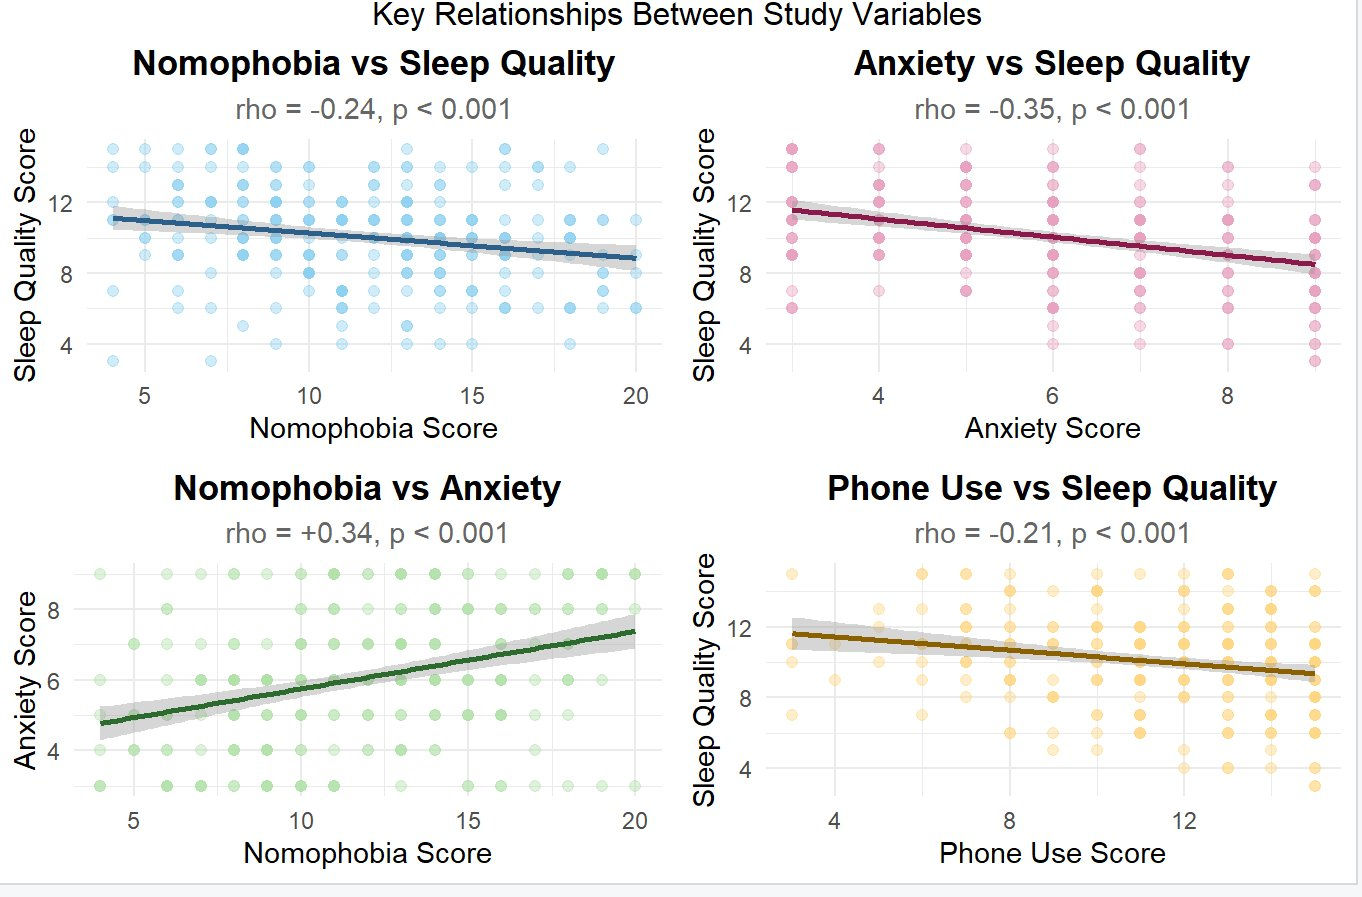 Key Relationships Between Study Variables
Nomophobia vs Sleep Quality
rho = -0.24, p < 0.001
Sleep Quality Score
12
8
4
5 10 15 20
Nomophobia Score
Anxiety vs Sleep Quality
rho = -0.35, p < 0.001
Sleep Quality Score
12
8
4
4 6 8
Anxiety Score
Nomophobia vs Anxiety
rho = +0.34, p < 0.001
Anxiety Score
8
6
4
5 10 15 20
Nomophobia Score
Phone Use vs Sleep Quality
rho = -0.21, p < 0.001
Sleep Quality Score
12
8
4
4 8 12
Phone Use Score